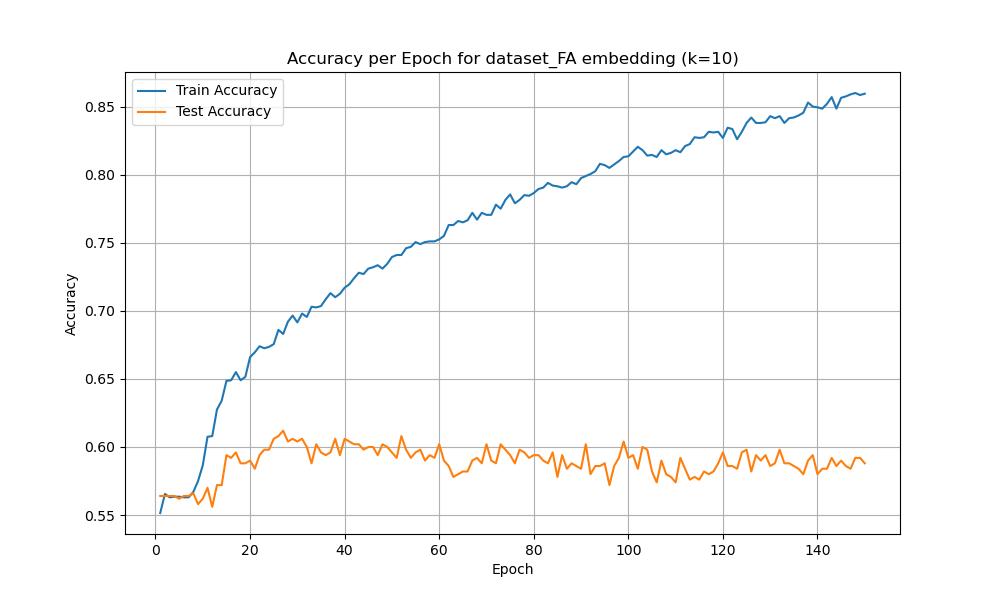 Accuracy per Epoch for dataset_FA embedding (k=10)
Train Accuracy
Test Accuracy
Accuracy
0.85
0.80
0.75
0.70
0.65
0.60
0.55
0 20 40 60 80 100 120 140
Epoch